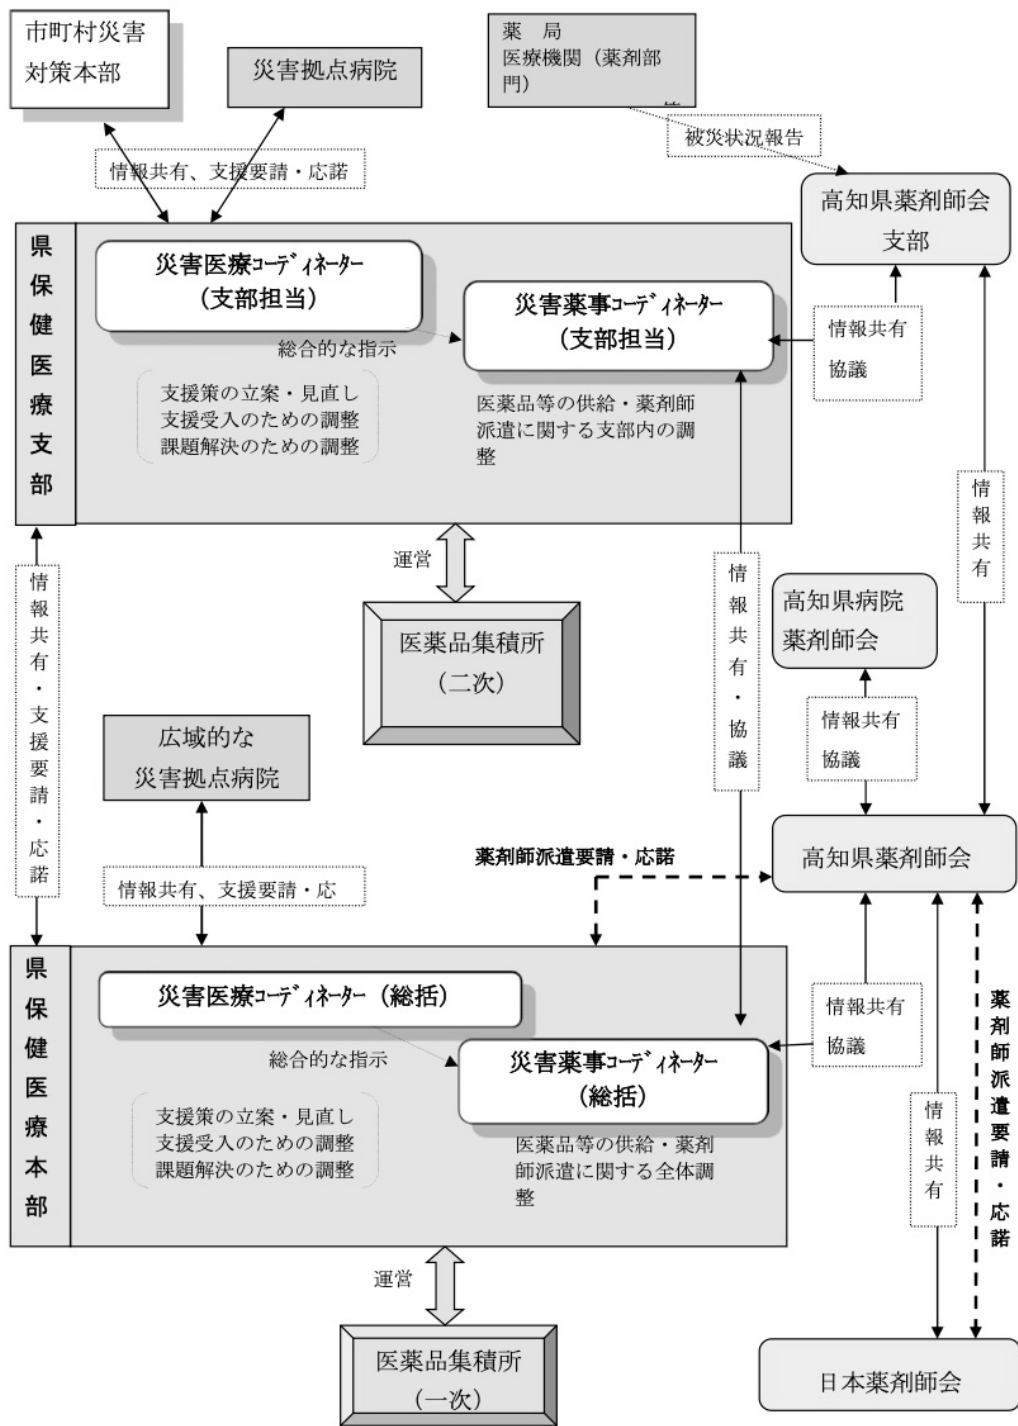 市町村災害
対策本部
災害拠点病院
薬　局
医療機関（薬剤部
門）
被災状況報告
情報共有、支援要請・応諾
高知県薬剤師会
支部
県保健医療支部
災害医療コーディネーター
（支部担当）
災害薬事コーディネーター
（支部担当）
総合的な指示
情報共有
協議
支援策の立案・見直し
支援受入のための調整
課題解決のための調整
医薬品等の供給・薬剤師
派遣に関する支部内の調
整
情報共有
運営
情報共有・支援要請・応諾
情報共有・協議
高知県病院
薬剤師会
医薬品集積所
（二次）
情報共有
協議
広域的な
災害拠点病院
薬剤師派遣要請・応諾
高知県薬剤師会
情報共有、支援要請・応
県保健医療本部
災害医療コーディネーター（総括）
総合的な指示
災害薬事コーディネーター
（総括）
情報共有
協議
薬剤師派遣要請・応諾
支援策の立案・見直し
支援受入のための調整
課題解決のための調整
医薬品等の供給・薬剤
師派遣に関する全体調
整
情報共有
運営
医薬品集積所
（一次）
日本薬剤師会